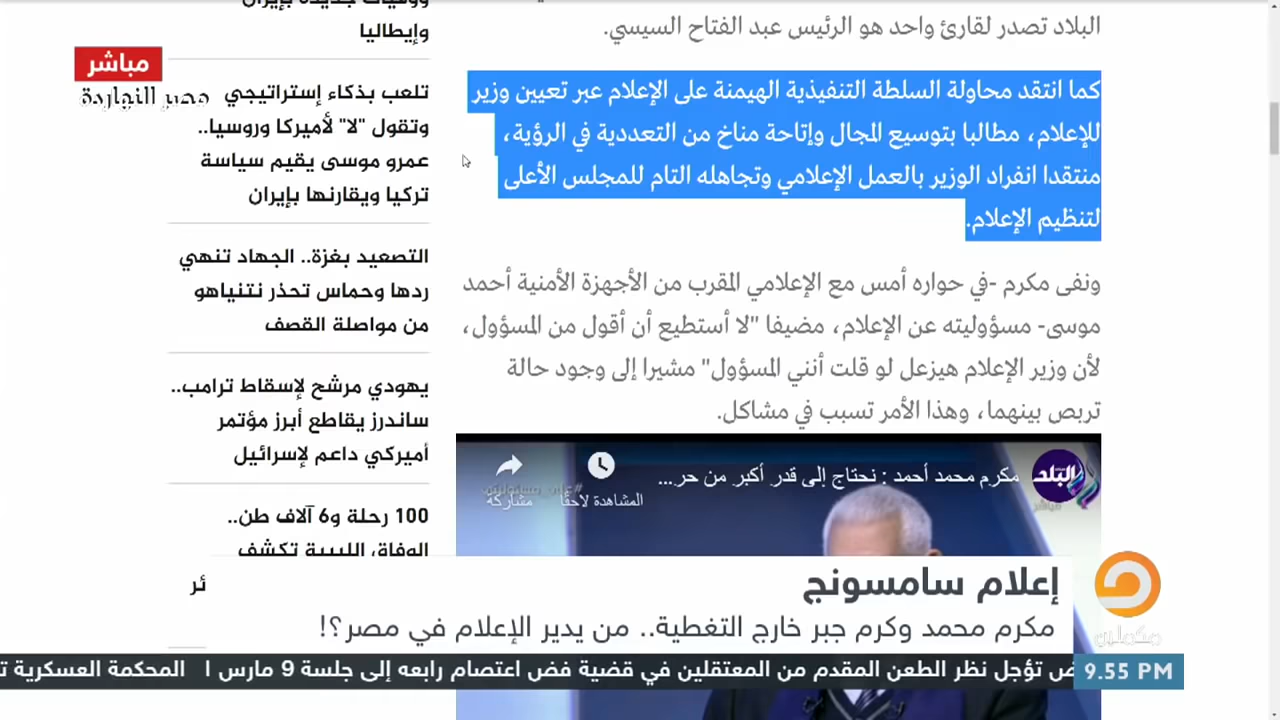 البلاد تصدر لقارئ واحد هو الرئيس عبد الفتاح السيسي.
كما انتقد محاولة السلطة التنفيذية الهيمنة على الإعلام عبر تعيين وزير
للإعلام، مطالبا بتوسيع المجال وإتاحة مناخ من التعددية في الرؤية،
منتقدا انفراد الوزير بالعمل الإعلامي وتجاهله التام للمجلس الأعلى
لتنظيم الإعلام.
ونفى مكرم -في حواره أمس مع الإعلامي المقرب من الأجهزة الأمنية أحمد
موسى- مسؤوليته عن الإعلام، مضيفا "لا أستطيع أن أقول من المسؤول،
لأن وزير الإعلام هيزعل لو قلت أنني المسؤول" مشيرا إلى وجود حالة
تربص بينهما، وهذا الأمر تسبب في مشاكل.
البلد
مكرم محمد أحمد : نحتاج إلى قدر أكبر من حر...
المشاهدة لاحقًا
مشاركة
وإيطاليا
مباشر
مصر النهاردة
تلعب بذكاء إستراتيجي
وتقول "لا" لأميركا وروسيا..
عمرو موسى يقيم سياسة
تركيا ويقارنها بإيران
التصعيد بغزة.. الجهاد تنهي
ردها وحماس تحذر نتنياهو
من مواصلة القصف
يهودي مرشح لإسقاط ترامب..
ساندرز يقاطع أبرز مؤتمر
أميركي داعم لإسرائيل
100 رحلة و6 آلاف طن..
الوفاق الليبية تكشف
ئر
إعلام سامسونج
مكرم محمد وكرم جبر خارج التغطية.. من يدير الإعلام في مصر؟!
مكملين
9.55 PM
تؤجل نظر الطعن المقدم من المعتقلين في قضية فض اعتصام رابعه إلى جلسة 9 مارس
المحكمة العسكرية